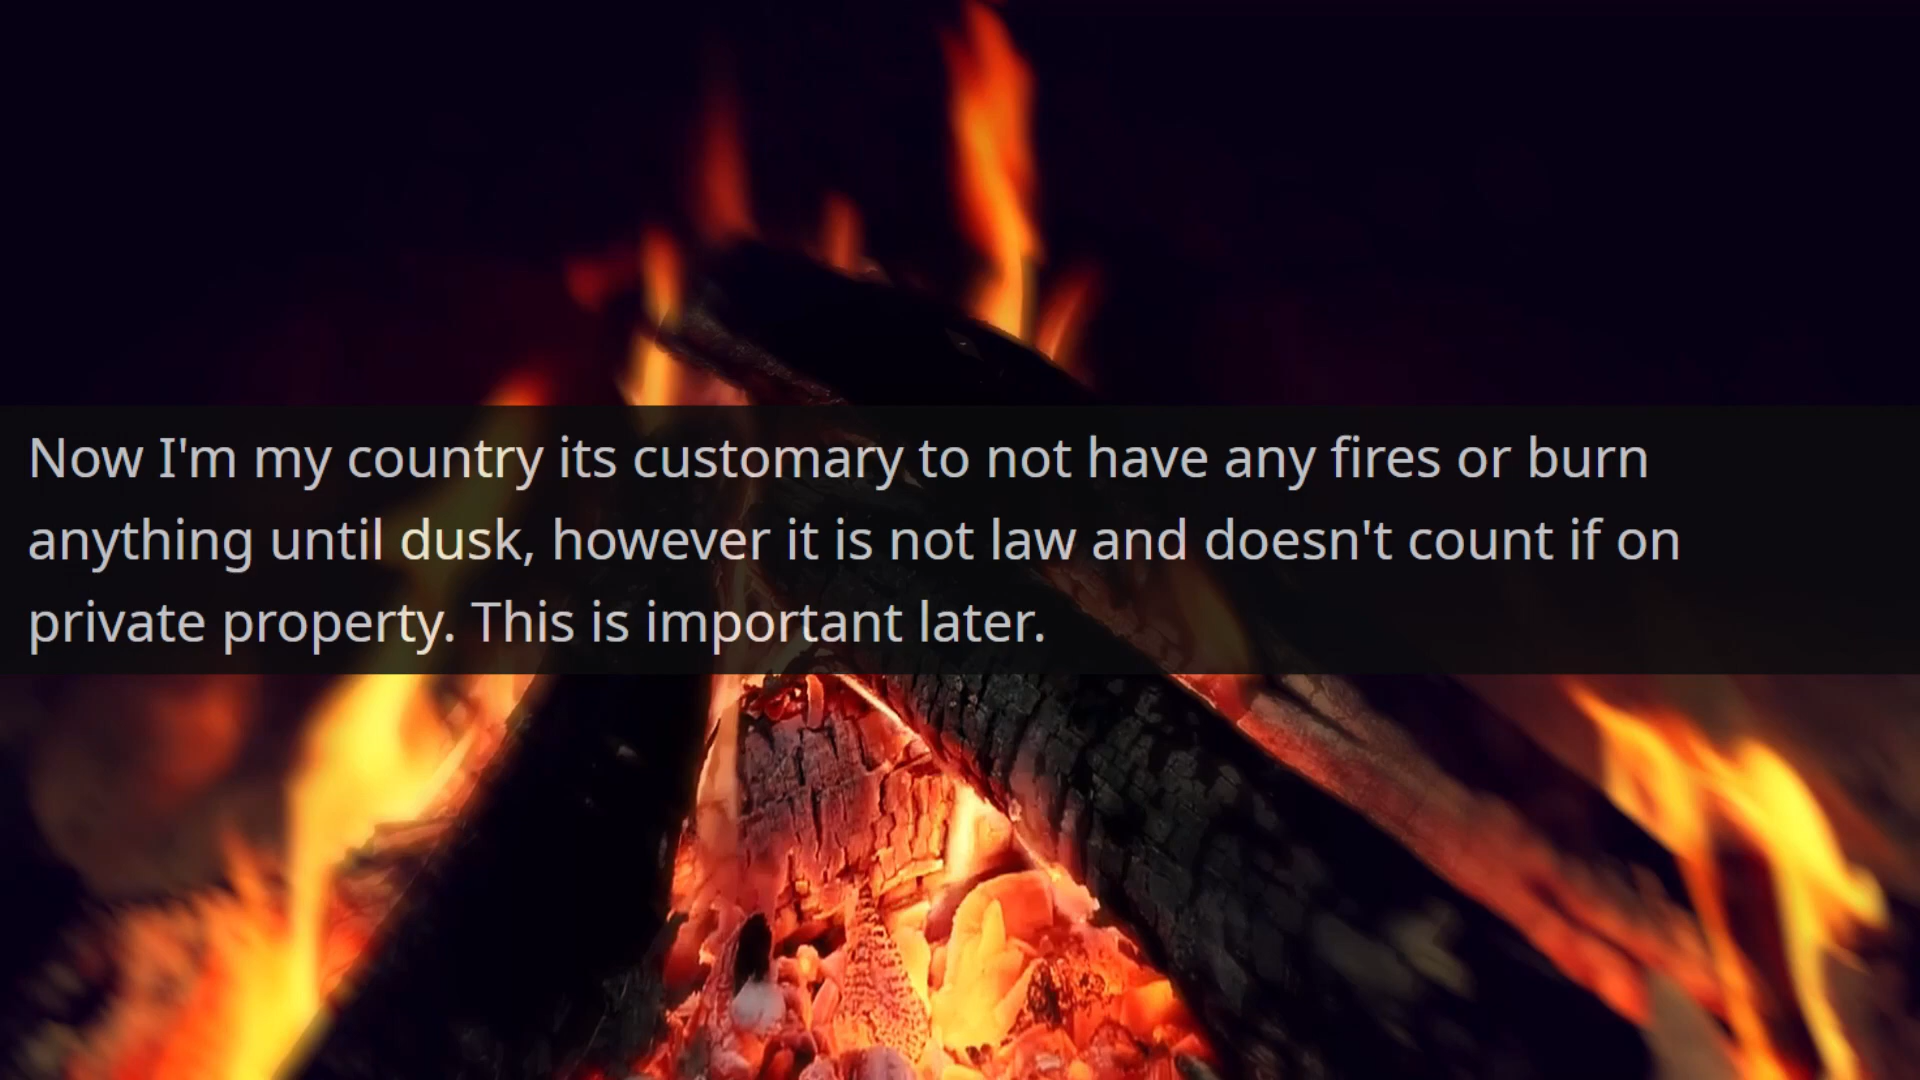 Now I'm my country its customary to not have any fires or burn
anything until dusk, however it is not law and doesn't count if on
private property. This is important later.